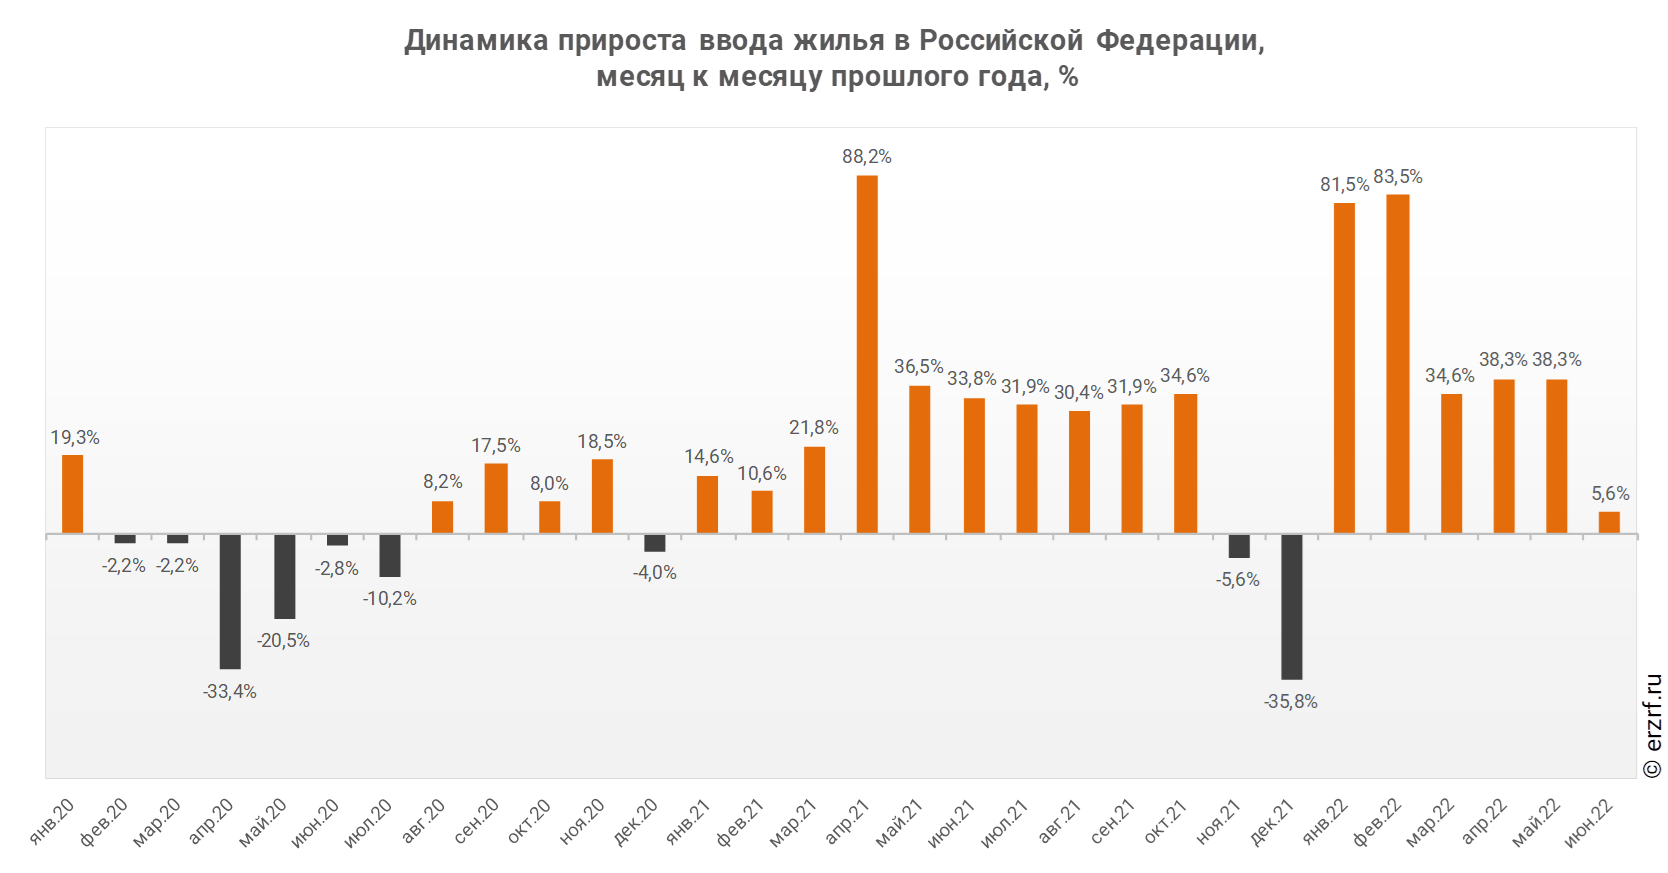 Динамика прироста ввода жилья в Российской Федерации,
месяц к месяцу прошлого года, %
19,3%
-2,2%
-2,2%
-33,4%
-20,5%
-2,8%
-10,2%
8,2%
17,5%
8,0%
18,5%
-4,0%
14,6%
10,6%
21,8%
88,2%
36,5%
33,8%
31,9%
30,4%
31,9%
34,6%
-5,6%
-35,8%
81,5%
83,5%
34,6%
38,3%
38,3%
5,6%
янв.20
фев.20
мар.20
апр.20
май.20
июн.20
июл.20
авг.20
сен.20
окт.20
ноя.20
дек.20
янв.21
фев.21
мар.21
апр.21
май.21
июн.21
июл.21
авг.21
сен.21
окт.21
ноя.21
дек.21
янв.22
фев.22
мар.22
апр.22
май.22
июн.22
© erzrf.ru